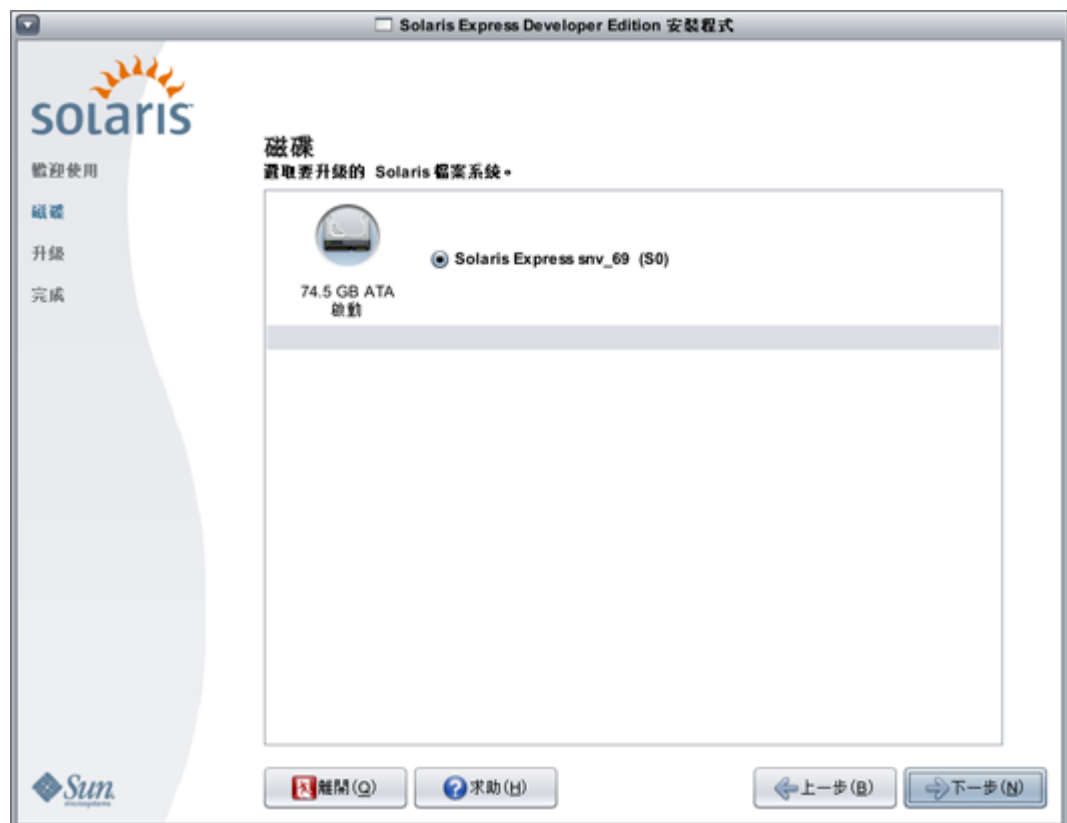 Solaris Express Developer Edition 安裝程式
solaris
歡迎使用
磁碟
升級
完成
磁碟
選取要升級的 Solaris 檔案系統。
Solaris Express snv_69 (S0)
74.5 GB ATA
啟動
Sun
microsystems
離開(Q)
求助(H)
上一步(B)
下一步(N)